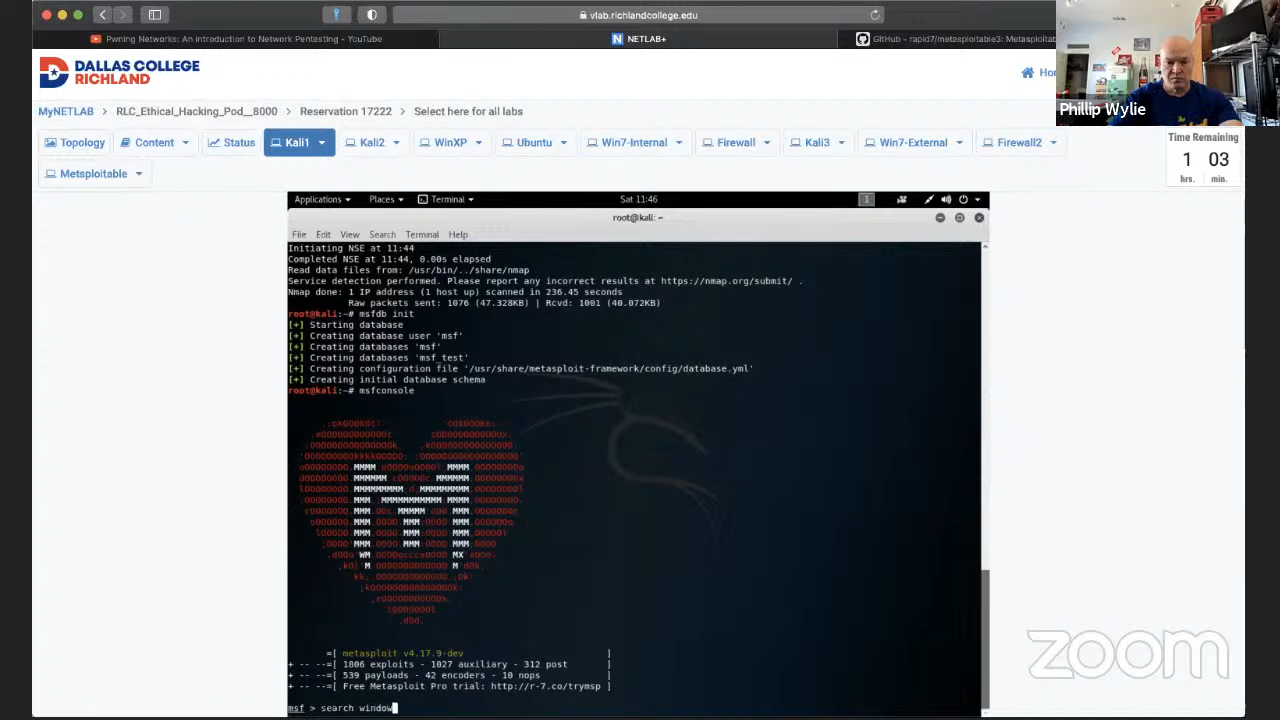 vlab.richlandcollege.edu
Pwning Networks: An introduction to Network Pentesting - YouTube
NETLAB+
GitHub - rapid7/metasploitable3: Metasploitab
DALLAS COLLEGE
RICHLAND
Phillip Wylie
MyNETLAB > RLC_Ethical_Hacking_Pod__8000 > Reservation 17222 > Select here for all labs
Topology Content Status Kali1 Kali2 WinXP Ubuntu Win7-Internal Firewall Kali3 Win7-External Firewall2
Metasploitable
Time Remaining
1 03
hrs. min.
Applications Places Terminal Sat 11:46 1
root@kali: ~
File Edit View Search Terminal Help
Initiating NSE at 11:44
Completed NSE at 11:44, 0.00s elapsed
Read data files from: /usr/bin/../share/nmap
Service detection performed. Please report any incorrect results at https://nmap.org/submit/ .
Nmap done: 1 IP address (1 host up) scanned in 236.45 seconds
Raw packets sent: 1076 (47.328KB) | Rcvd: 1001 (40.072KB)
root@kali:~# msfdb init
[+] Starting database
[+] Creating database user 'msf'
[+] Creating databases 'msf'
[+] Creating databases 'msf_test'
[+] Creating configuration file '/usr/share/metasploit-framework/config/database.yml'
[+] Creating initial database schema
root@kali:~# msfconsole
=[ metasploit v4.17.9-dev ]
+ -- --=[ 1806 exploits - 1027 auxiliary - 312 post ]
+ -- --=[ 539 payloads - 42 encoders - 10 nops ]
+ -- --=[ Free Metasploit Pro trial: http://r-7.co/trymsp ]
msf > search window
zoom